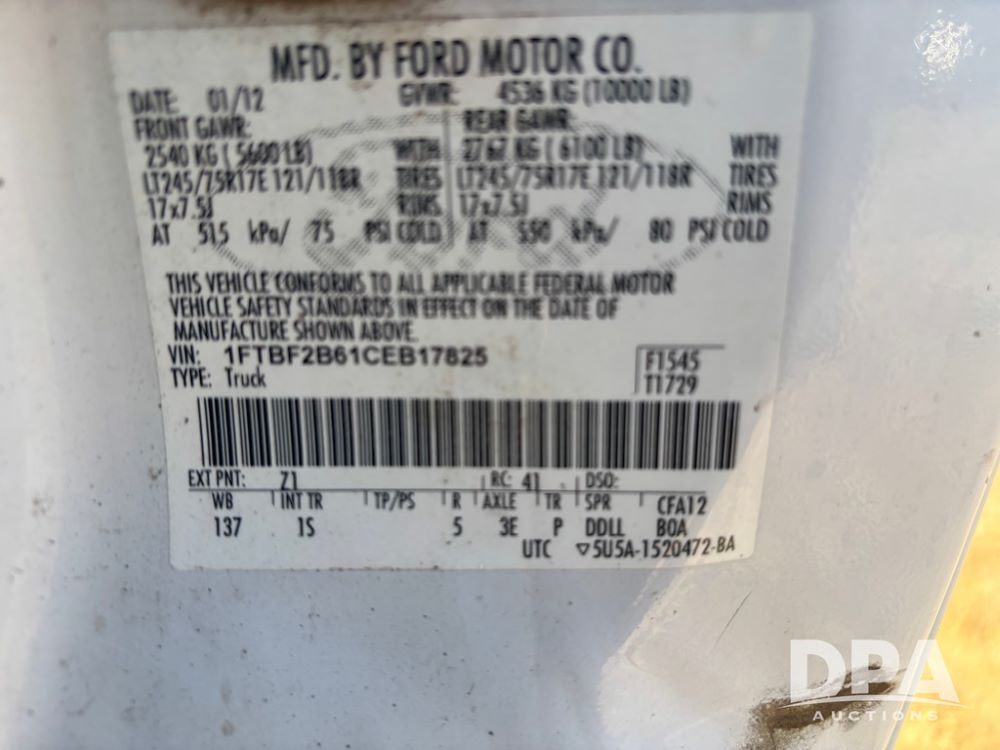 MFD. BY FORD MOTOR CO.
DATE: 01/12 GVWR: 4536 KG (10000 LB)
FRONT GAWR: REAR GAWR:
2540 KG (5600 LB) WITH 2767 KG (6100 LB) WITH
LT245/75R17E 121/118R TIRES LT245/75R17E 121/118R TIRES
17x7.5J RIMS 17x7.5J RIMS
AT 515 kPa/ 75 PSI COLD AT 550 kPa/ 80 PSI COLD
THIS VEHICLE CONFORMS TO ALL APPLICABLE FEDERAL MOTOR
VEHICLE SAFETY STANDARDS IN EFFECT ON THE DATE OF
MANUFACTURE SHOWN ABOVE.
VIN: 1FTBF2B61CEB17825 F1545
TYPE: Truck T1729
EXT PNT: Z1 RC: 41 DSO:
WB INT TR TP/PS R AXLE TR SPR CFA12
137 1S 5 3E P DDLL BOA
UTC ▽5U5A-1520472-BA
DPA
AUCTIONS